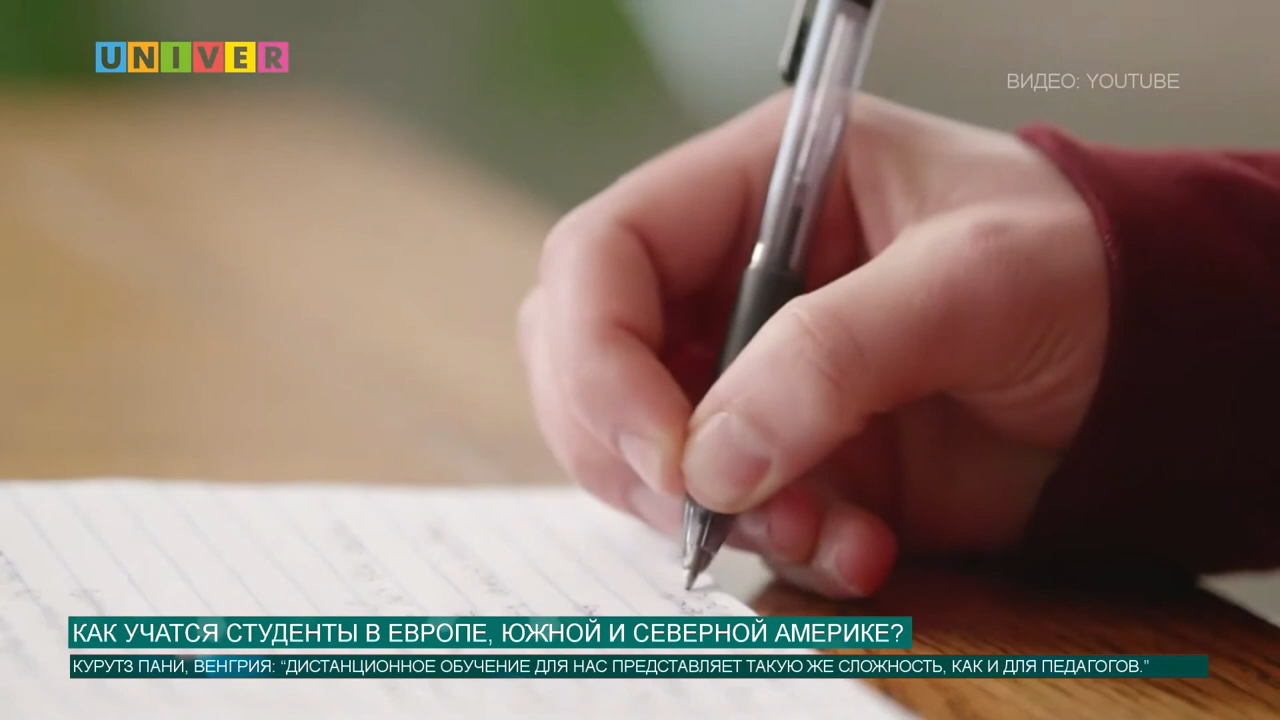 UNIVER
ВИДЕО: YOUTUBE
КАК УЧАТСЯ СТУДЕНТЫ В ЕВРОПЕ, ЮЖНОЙ И СЕВЕРНОЙ АМЕРИКЕ?
КУРУТЗ ПАНИ, ВЕНГРИЯ: “ДИСТАНЦИОННОЕ ОБУЧЕНИЕ ДЛЯ НАС ПРЕДСТАВЛЯЕТ ТАКУЮ ЖЕ СЛОЖНОСТЬ, КАК И ДЛЯ ПЕДАГОГОВ.”